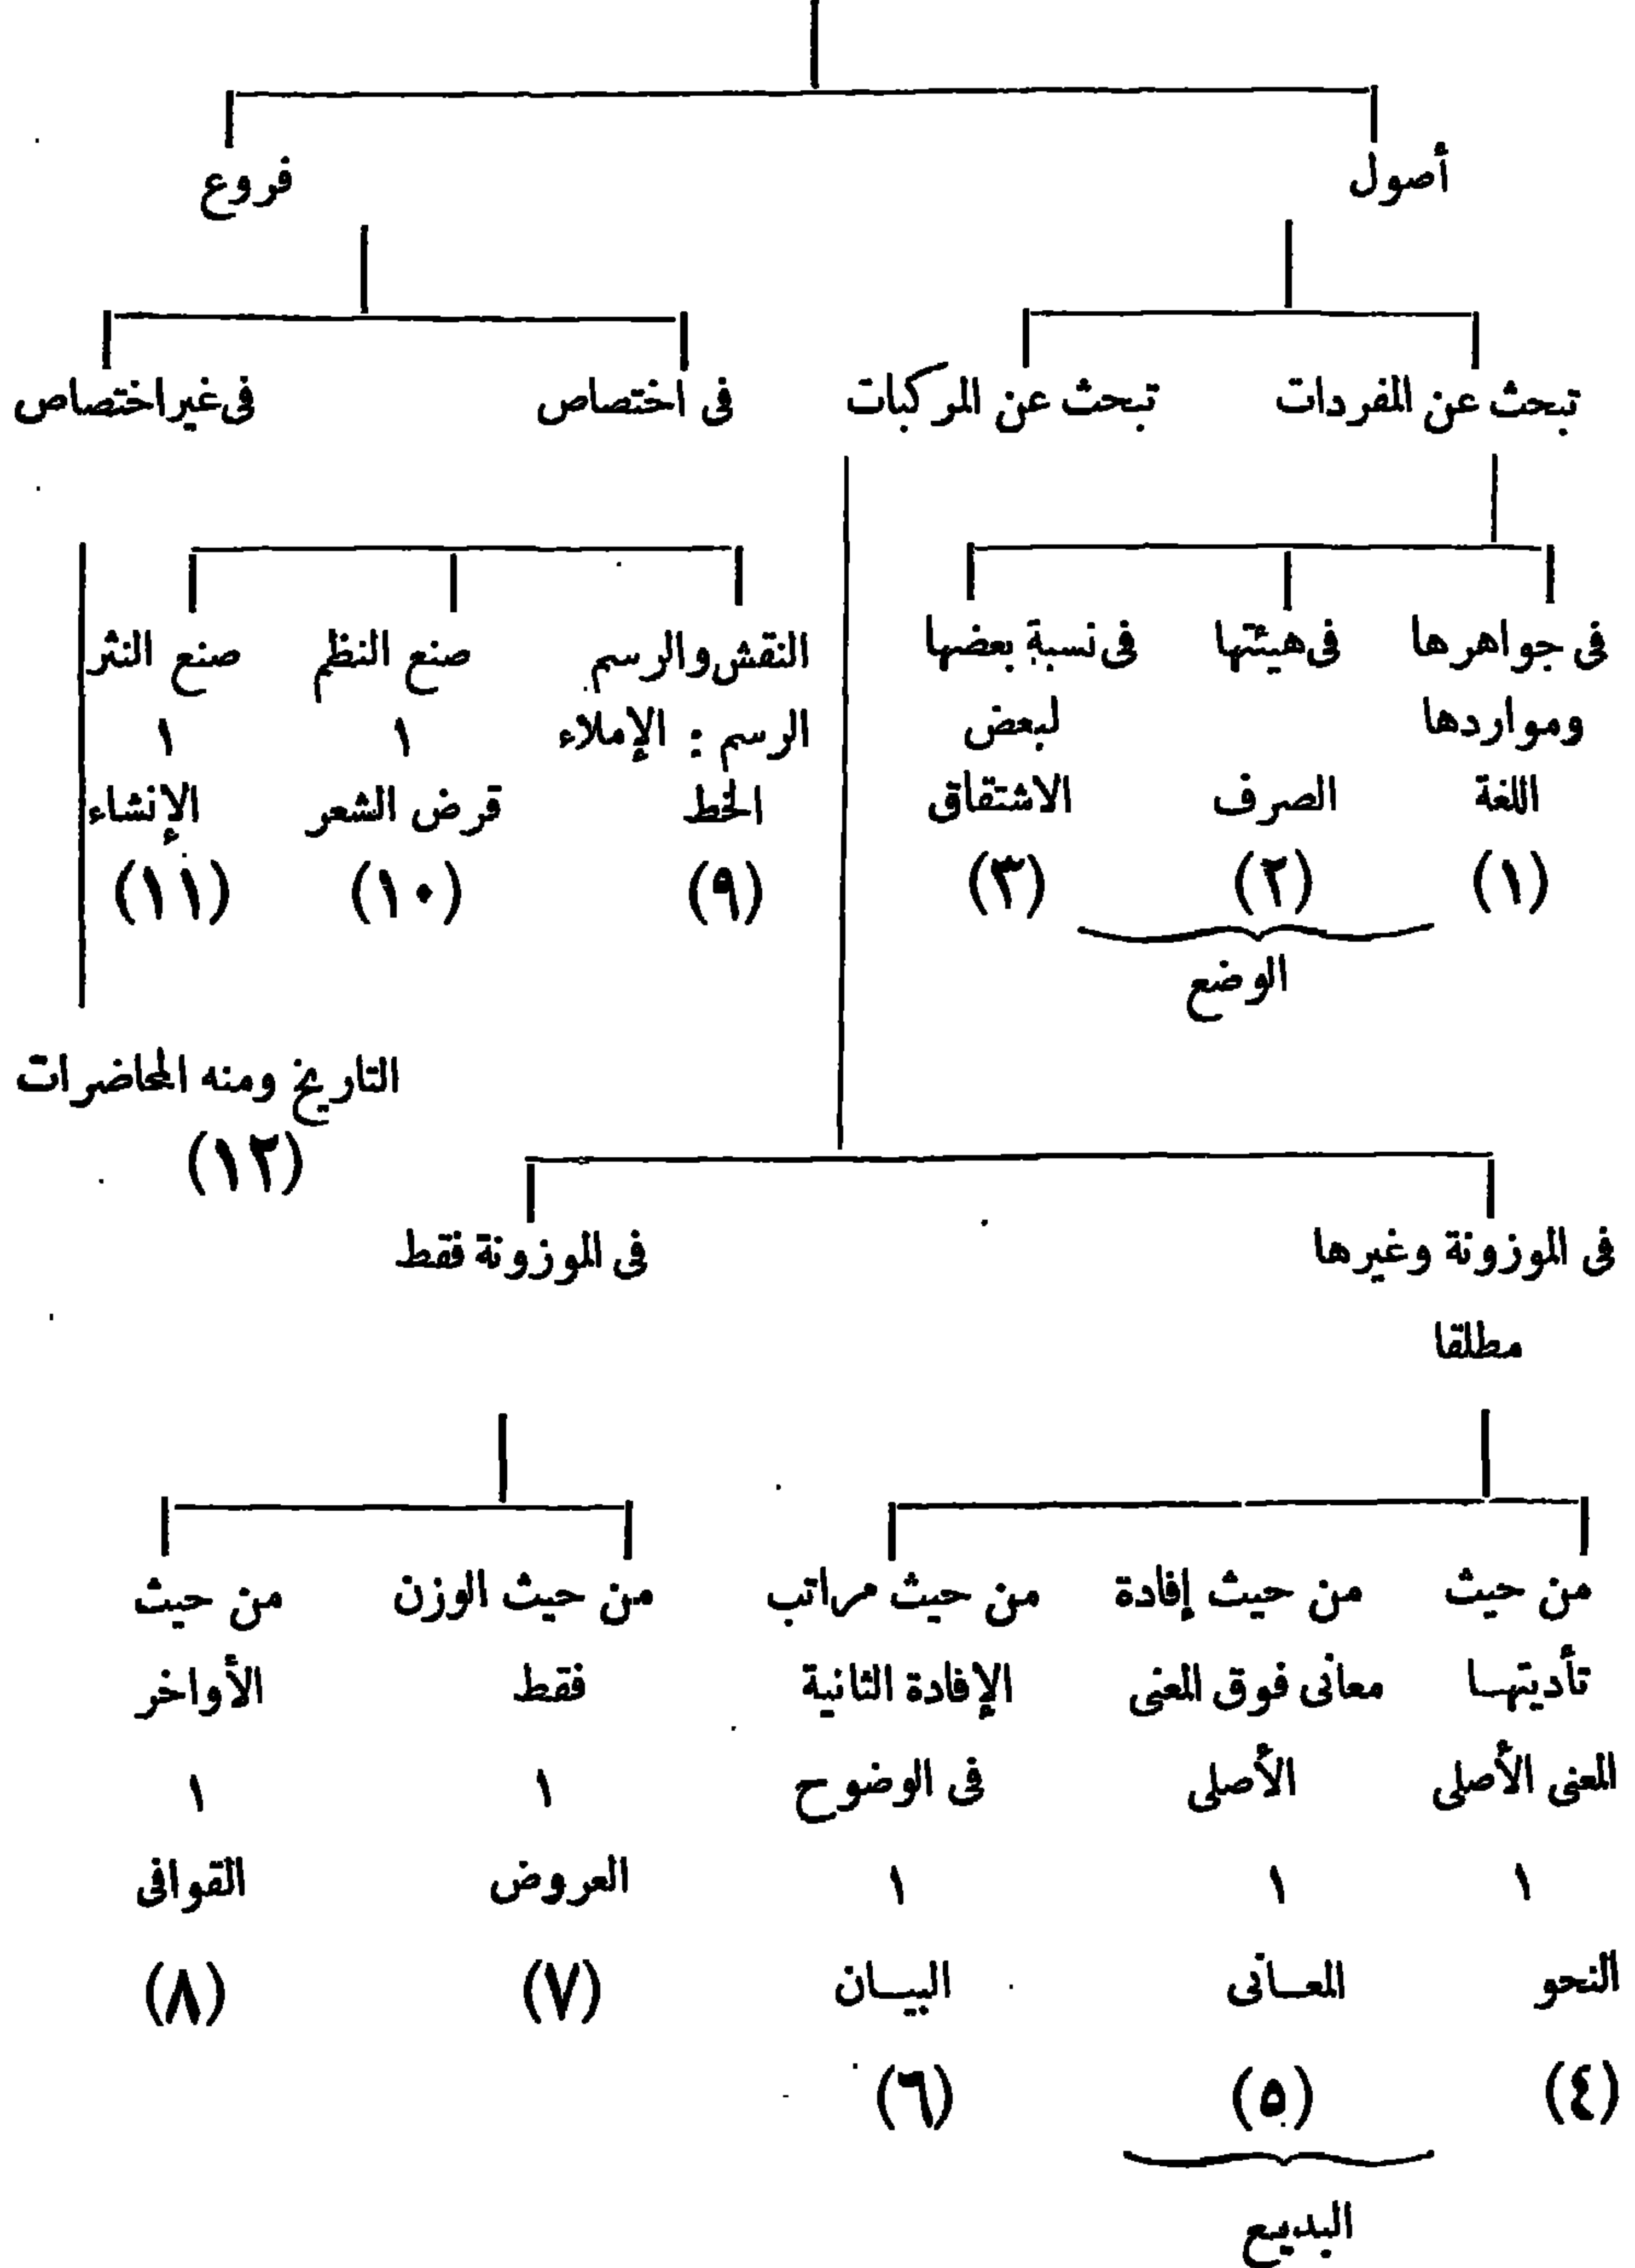 أصول
فروع
تبحث عن المفردات
تبحث عن المركبات
فى اختصاص
فى غير اختصاص
فى جواهرها
ومواردها
اللغة
(١)
فى هيئتها
الصرف
(٢)
فى نسبة بعضها
لبعض
الاشتقاق
(٣)
الوضع
النقش والرسم
الرسم : الإملاء
الخط
(٩)
صنع النظم
١
قرض الشعر
(١٠)
صنع النثر
١
الإنشاء
(١١)
التاريخ ومنه المحاضرات
(١٢)
فى الموزونة وغيرها
مطلقا
فى الموزونة فقط
من حيث
تأديتهـا
المعنى الأصلى
١
النحو
(٤)
من حيث إفادة
معانى فوق المعنى
الأصلى
١
المعـانى
(٥)
من حيث مراتب
الإفادة الثانية
فى الوضوح
١
البيـان
(٦)
البديع
من حيث الوزن
فقط
١
العروض
(٧)
من حيث
الأواخر
١
القوافى
(٨)